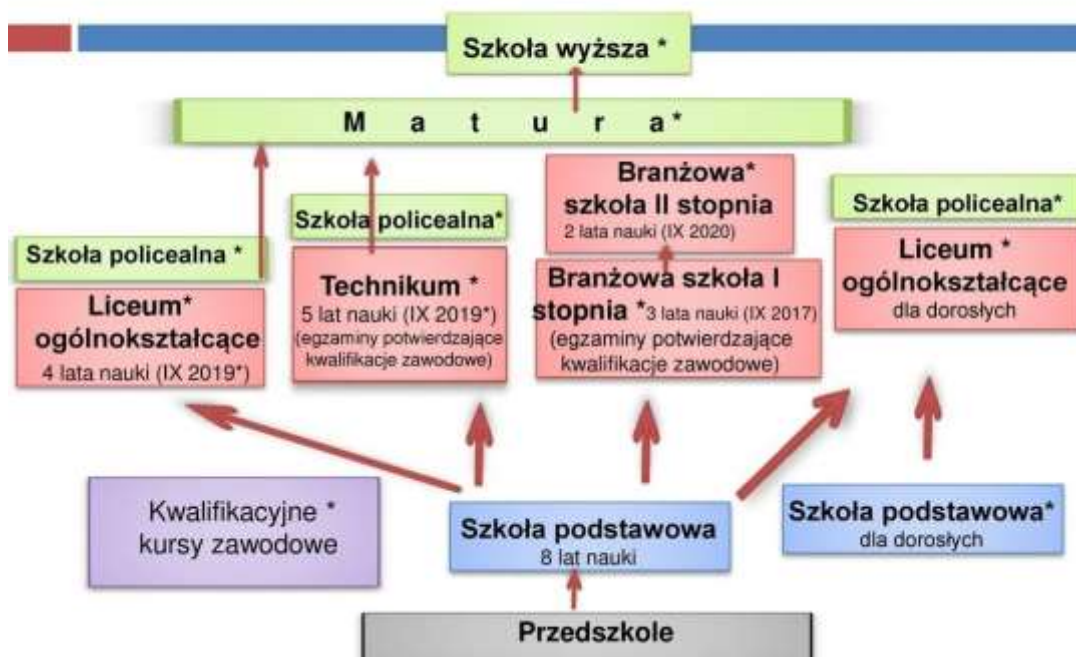 Szkoła wyższa *
M a t u r a*
Szkoła policealna *
Liceum*
ogólnokształcące
4 lata nauki (IX 2019*)
Szkoła policealna*
Technikum *
5 lat nauki (IX 2019*)
(egzaminy potwierdzające
kwalifikacje zawodowe)
Branżowa*
szkoła II stopnia
2 lata nauki (IX 2020)
Branżowa szkoła I
stopnia *3 lata nauki (IX 2017)
(egzaminy potwierdzające
kwalifikacje zawodowe)
Szkoła policealna*
Liceum *
ogólnokształcące
dla dorosłych
Kwalifikacyjne *
kursy zawodowe
Szkoła podstawowa
8 lat nauki
Szkoła podstawowa*
dla dorosłych
Przedszkole